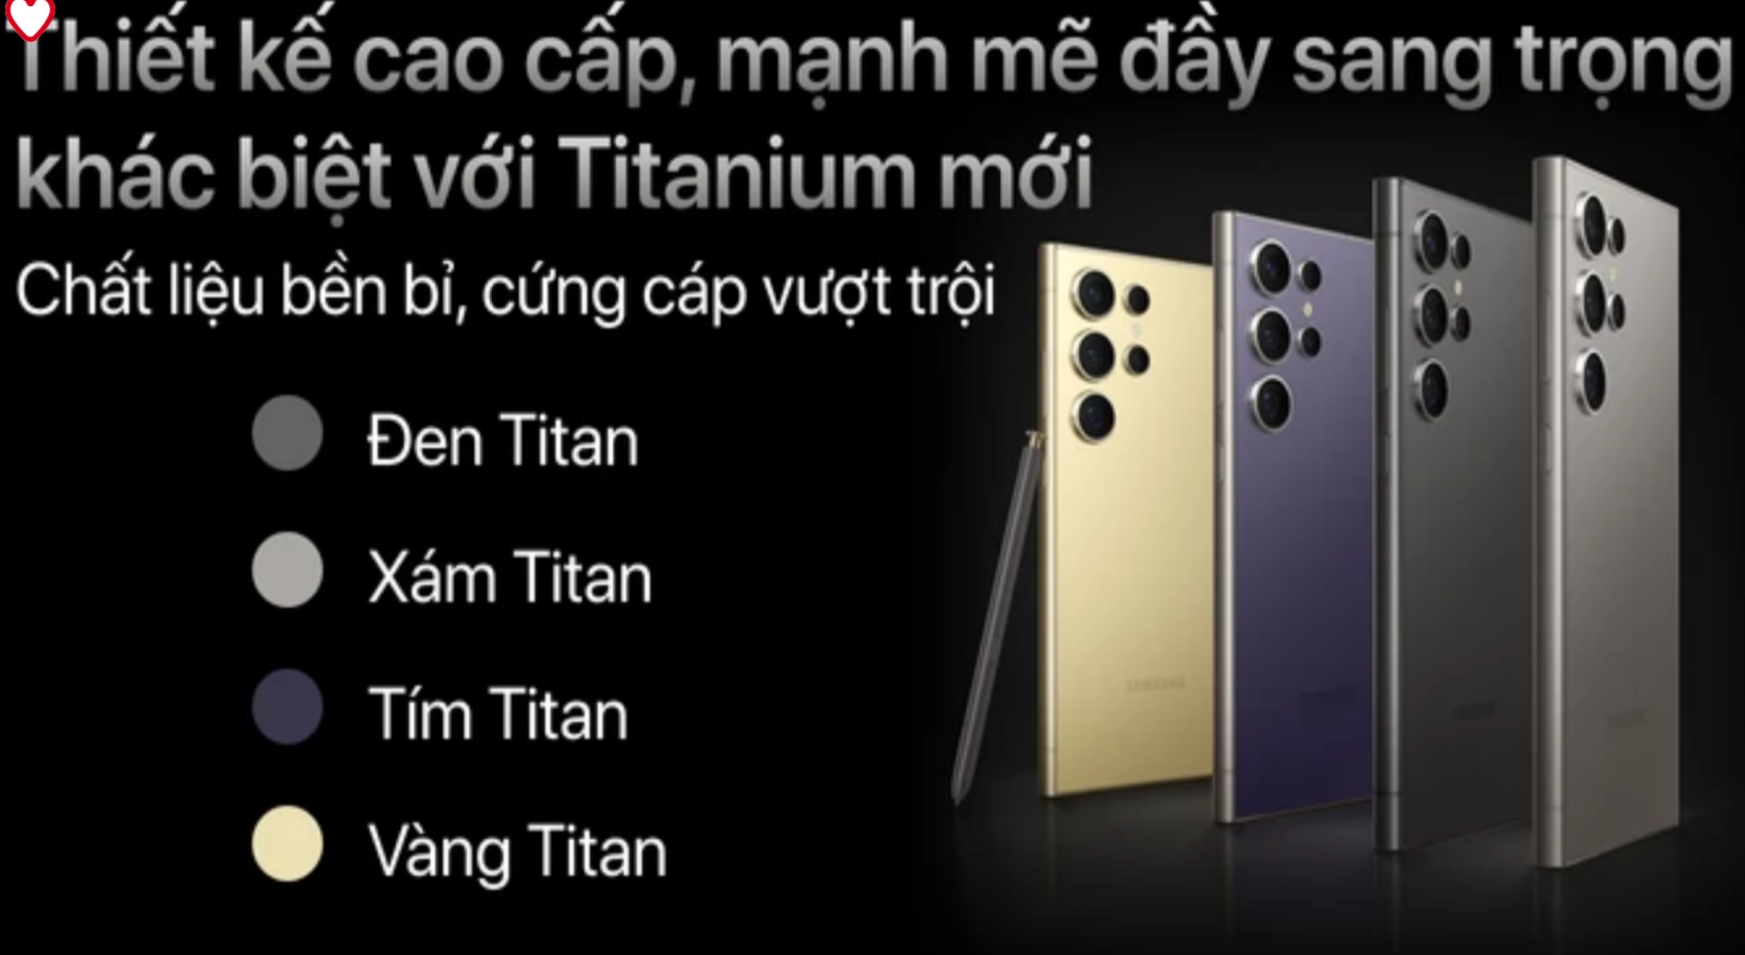 Thiết kế cao cấp, mạnh mẽ đầy sang trọng
khác biệt với Titanium mới
Chất liệu bền bỉ, cứng cáp vượt trội
Đen Titan
Xám Titan
Tím Titan
Vàng Titan
SAMSUNG